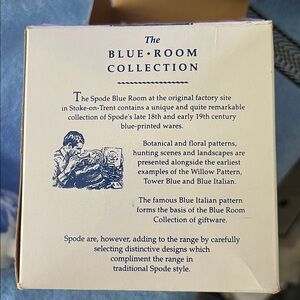 The
BLUE • ROOM
COLLECTION
The Spode Blue Room at the original factory site
in Stoke-on-Trent contains a unique and quite remarkable
collection of Spode's late 18th and early 19th century
blue-printed wares.
Botanical and floral patterns,
hunting scenes and landscapes are
presented alongside the earliest
examples of the Willow Pattern,
Tower Blue and Blue Italian.
The famous Blue Italian pattern
forms the basis of the Blue Room
Collection of giftware.
Spode are, however, adding to the range by carefully
selecting distinctive designs which
compliment the range in
traditional Spode style.